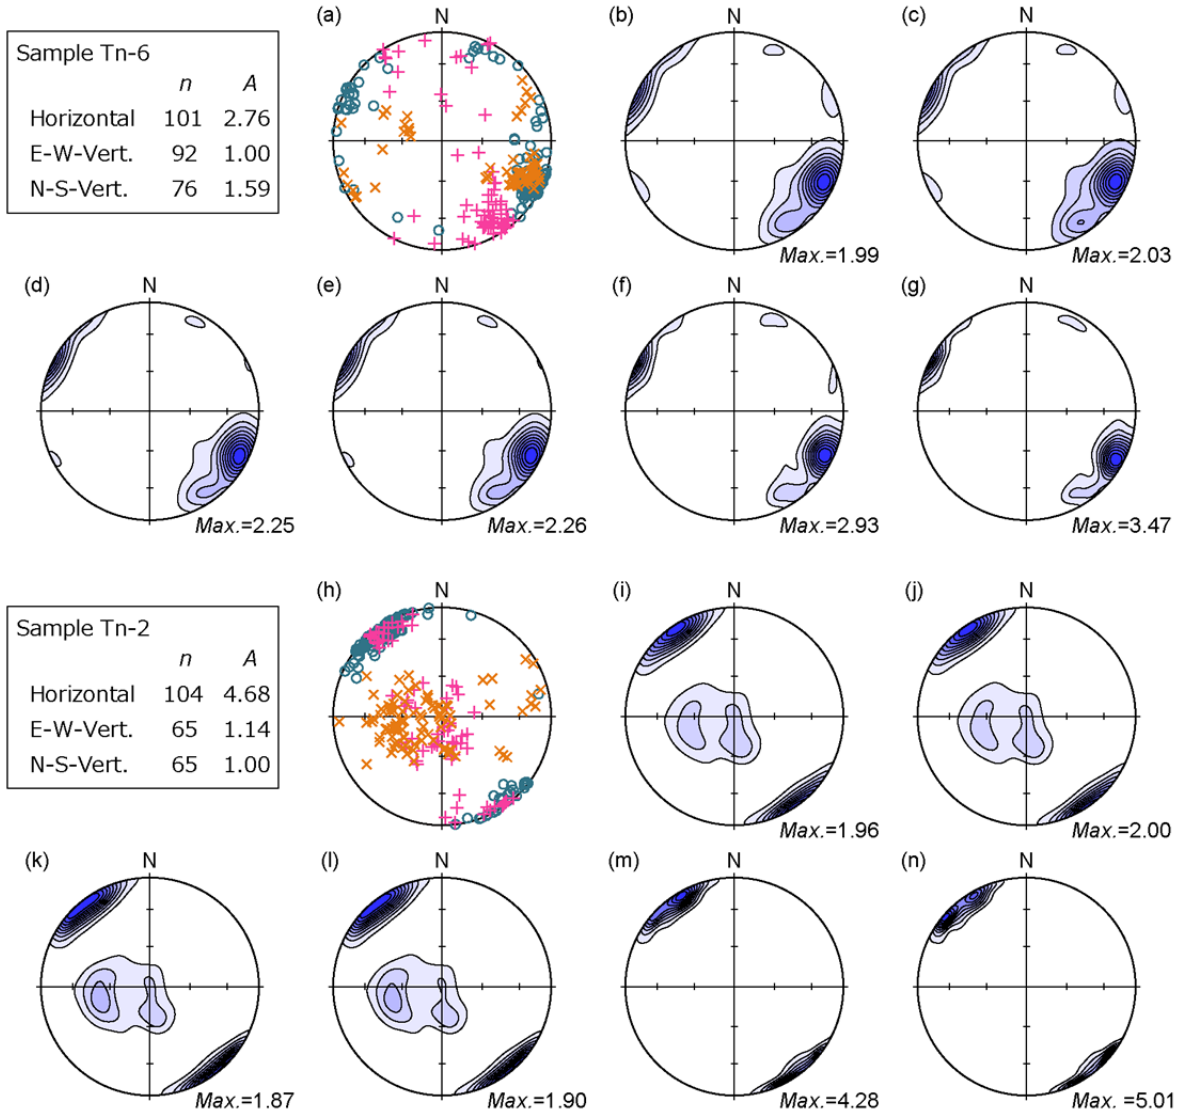 (a)
N
(b)
N
(c)
N
Sample Tn-6
n A
Horizontal 101 2.76
E-W-Vert. 92 1.00
N-S-Vert. 76 1.59
Max.=1.99
Max.=2.03
(d)
N
(e)
N
(f)
N
(g)
N
Max.=2.25
Max.=2.26
Max.=2.93
Max.=3.47
(h)
N
(i)
N
(j)
N
Sample Tn-2
n A
Horizontal 104 4.68
E-W-Vert. 65 1.14
N-S-Vert. 65 1.00
Max.=1.96
Max.=2.00
(k)
N
(l)
N
(m)
N
(n)
N
Max.=1.87
Max.=1.90
Max.=4.28
Max. =5.01